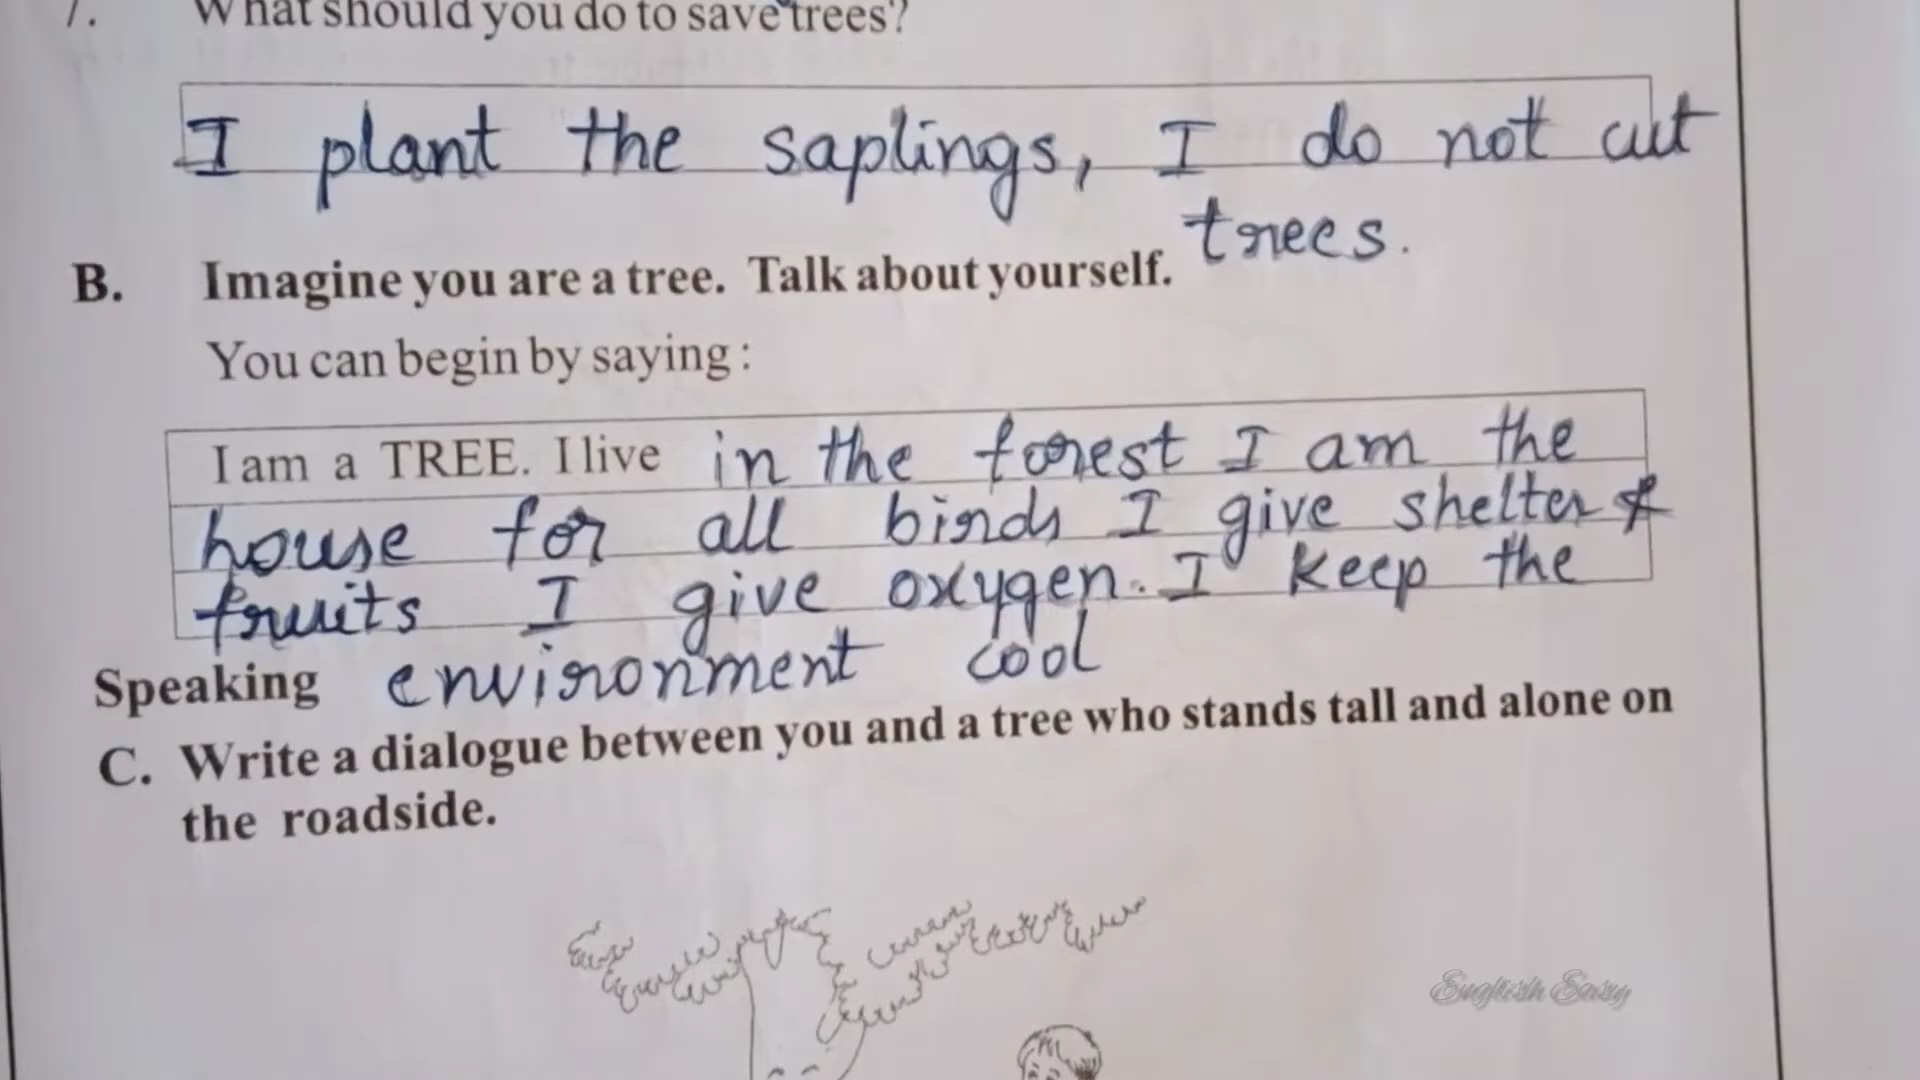 7. What should you do to save trees?
I plant the saplings, I do not cut
trees.
B. Imagine you are a tree. Talk about yourself.
You can begin by saying :
I am a TREE. I live in the forest I am the
house for all birds I give shelter &
fruits I give oxygen. I keep the
environment cool
Speaking
C. Write a dialogue between you and a tree who stands tall and alone on
the roadside.
English Easy